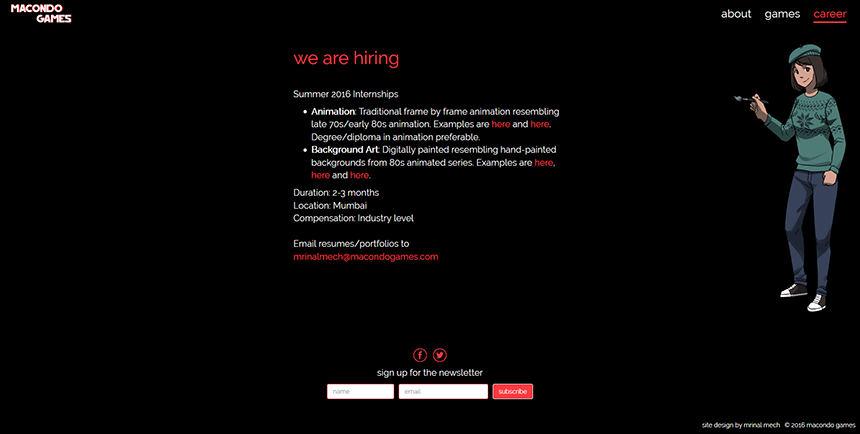 MACONDO
GAMES
about games career
we are hiring
Summer 2016 Internships
Animation: Traditional frame by frame animation resembling
late 70s/early 80s animation. Examples are here and here.
Degree/diploma in animation preferable.
Background Art: Digitally painted resembling hand-painted
backgrounds from 80s animated series. Examples are here,
here and here.
Duration: 2-3 months
Location: Mumbai
Compensation: Industry level
Email resumes/portfolios to
mrinalmech@macondogames.com
sign up for the newsletter
name email subscribe
site design by mrinal mech © 2016 macondo games